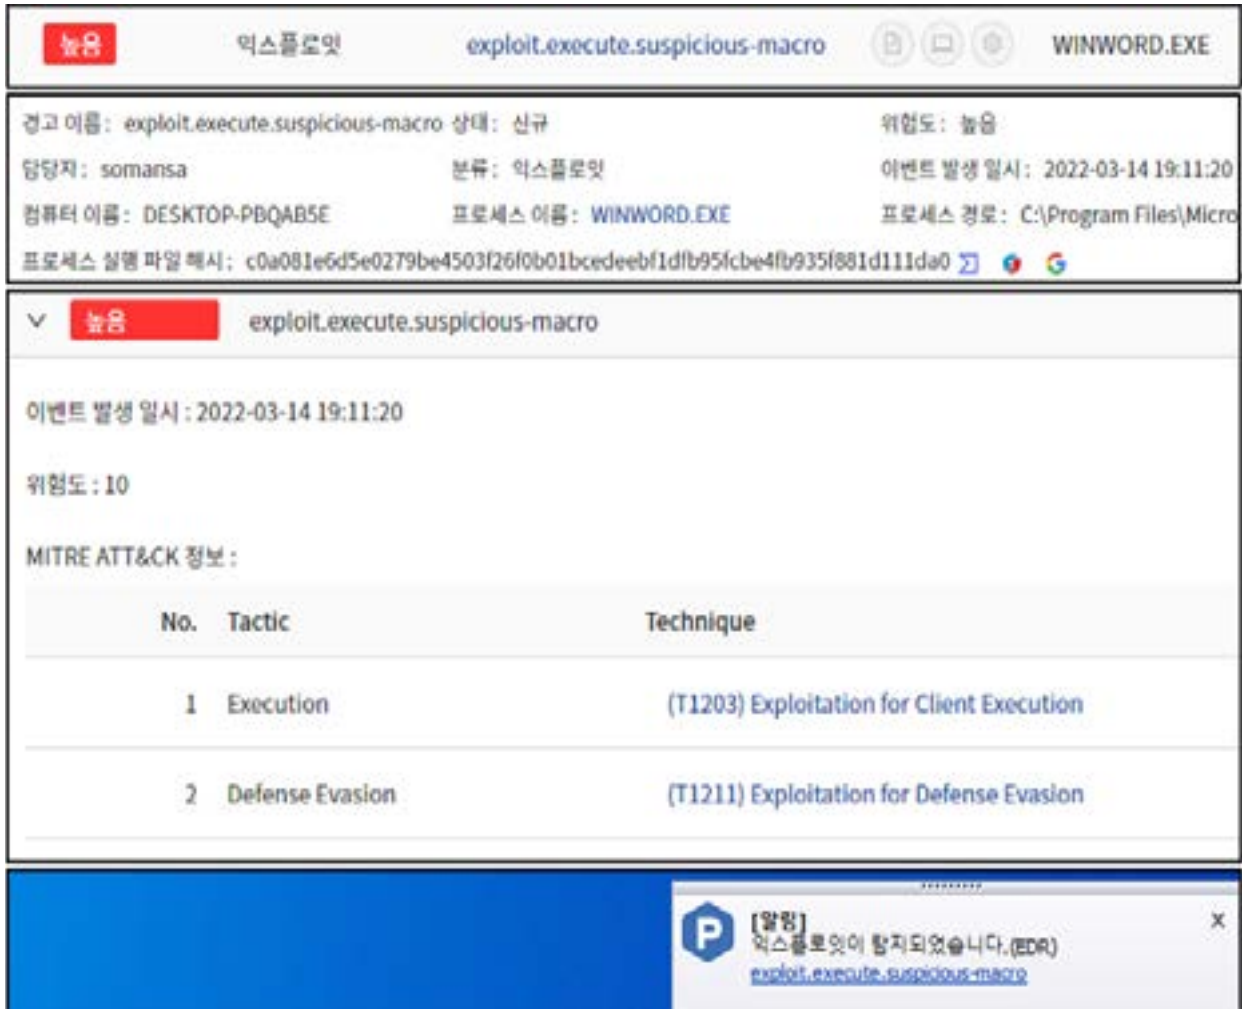 높음 익스플로잇 exploit.execute.suspicious-macro WINWORD.EXE
경고 이름 : exploit.execute.suspicious-macro 상태 : 신규 위험도 : 높음
담당자 : somansa 분류 : 익스플로잇 이벤트 발생 일시 : 2022-03-14 19:11:20
컴퓨터 이름 : DESKTOP-PBQAB5E 프로세스 이름 : WINWORD.EXE 프로세스 경로 : C:\Program Files\Micro
프로세스 실행 파일 해시 : c0a081e6d5e0279be4503f26f0b01bcedeebf1dfb95fcbe4fb935f881d111da0
높음 exploit.execute.suspicious-macro
이벤트 발생 일시 : 2022-03-14 19:11:20
위험도 : 10
MITRE ATT&CK 정보 :
No. Tactic Technique
1 Execution (T1203) Exploitation for Client Execution
2 Defense Evasion (T1211) Exploitation for Defense Evasion
[알림]
익스플로잇이 탐지되었습니다.(EDR)
exploit.execute.suspicious-macro